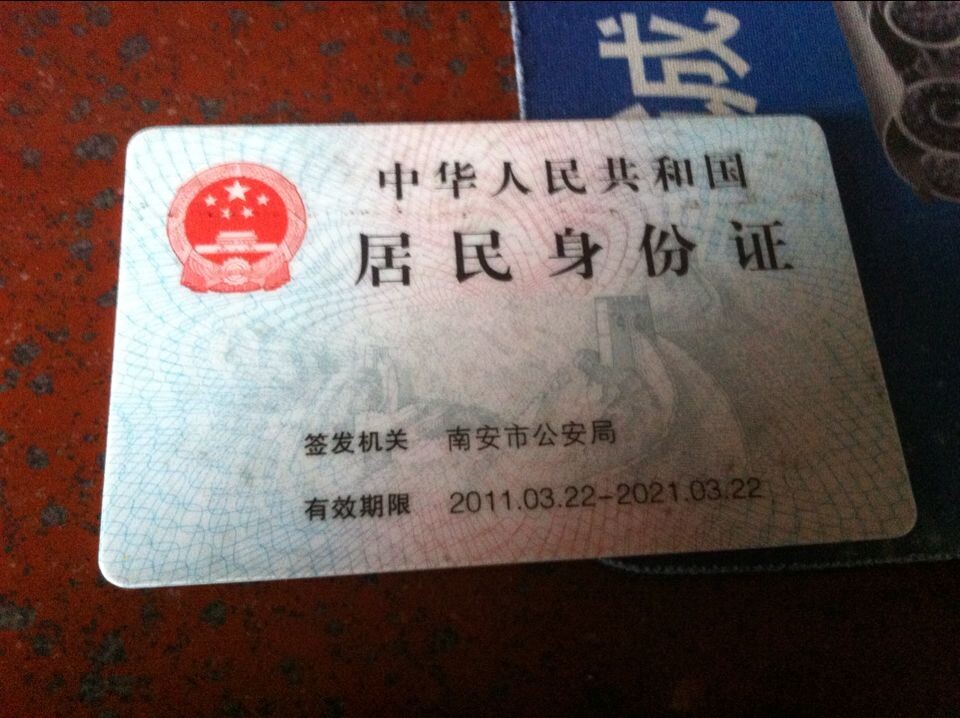 诚
中华人民共和国
居民身份证
签发机关 南安市公安局
有效期限 2011.03.22-2021.03.22